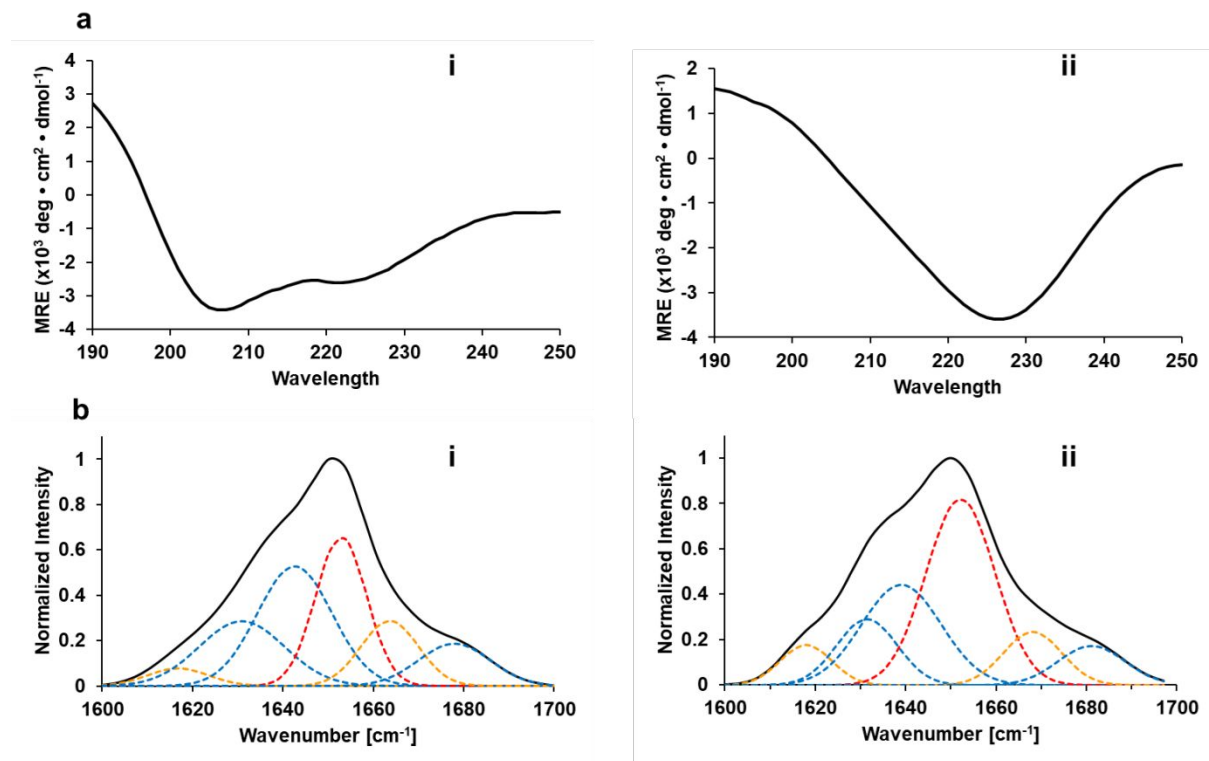 a
i
4
3
2
1
0
-1
-2
-3
-4
MRE (x10³ deg • cm² • dmol⁻¹)
190 200 210 220 230 240 250
Wavelength
ii
2
1
0
-1
-2
-3
-4
MRE (x10³ deg • cm² • dmol⁻¹)
190 200 210 220 230 240 250
Wavelength
b
i
1
0.8
0.6
0.4
0.2
0
Normalized Intensity
1600 1620 1640 1660 1680 1700
Wavenumber [cm⁻¹]
ii
1
0.8
0.6
0.4
0.2
0
Normalized Intensity
1600 1620 1640 1660 1680 1700
Wavenumber [cm⁻¹]